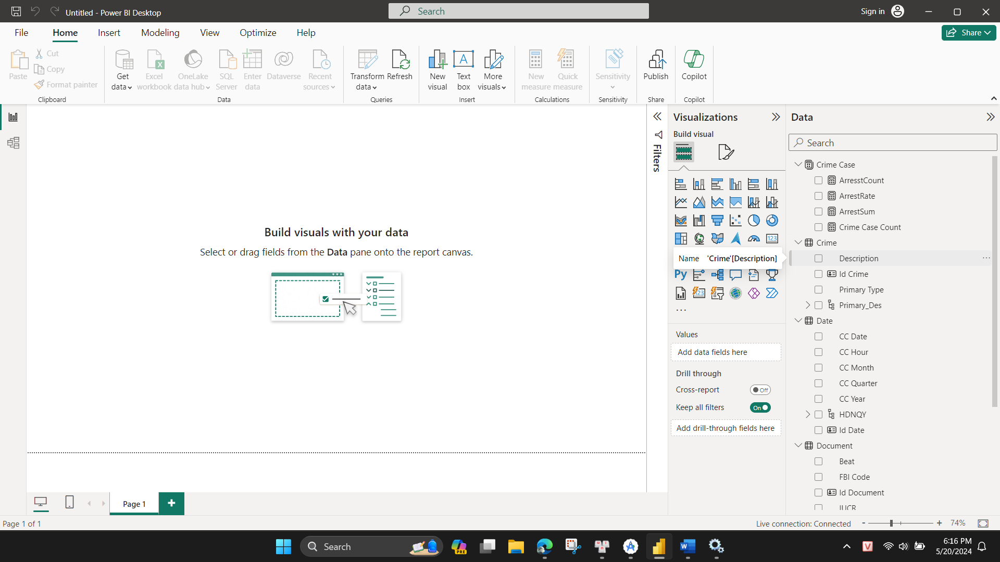 Untitled - Power BI Desktop
Search
Sign in
File
Home
Insert
Modeling
View
Optimize
Help
Share
Paste
Cut
Copy
Format painter
Clipboard
Get
data
Excel
workbook
OneLake
data hub
SQL
Server
Enter
data
Dataverse
Recent
sources
Data
Transform
data
Refresh
Queries
New
visual
Text
box
More
visuals
Insert
New
measure
Quick
measure
Calculations
Sensitivity
Sensitivity
Publish
Share
Copilot
Copilot
Build visuals with your data
Select or drag fields from the Data pane onto the report canvas.
Filters
Visualizations
Build visual
123
Name 'Crime'[Description]
Py
123
Values
Add data fields here
Drill through
Cross-report
Off
Keep all filters
On
Add drill-through fields here
Data
Search
Crime Case
ArresstCount
ArrestRate
ArrestSum
Crime Case Count
Crime
Description
Id Crime
Primary Type
Primary_Des
Date
CC Date
CC Hour
CC Month
CC Quarter
CC Year
HDNQY
Id Date
Document
Beat
FBI Code
Id Document
IUCR
Page 1
Page 1 of 1
Live connection: Connected
- + 74%
Search
PRE
W
V
6:16 PM
5/20/2024